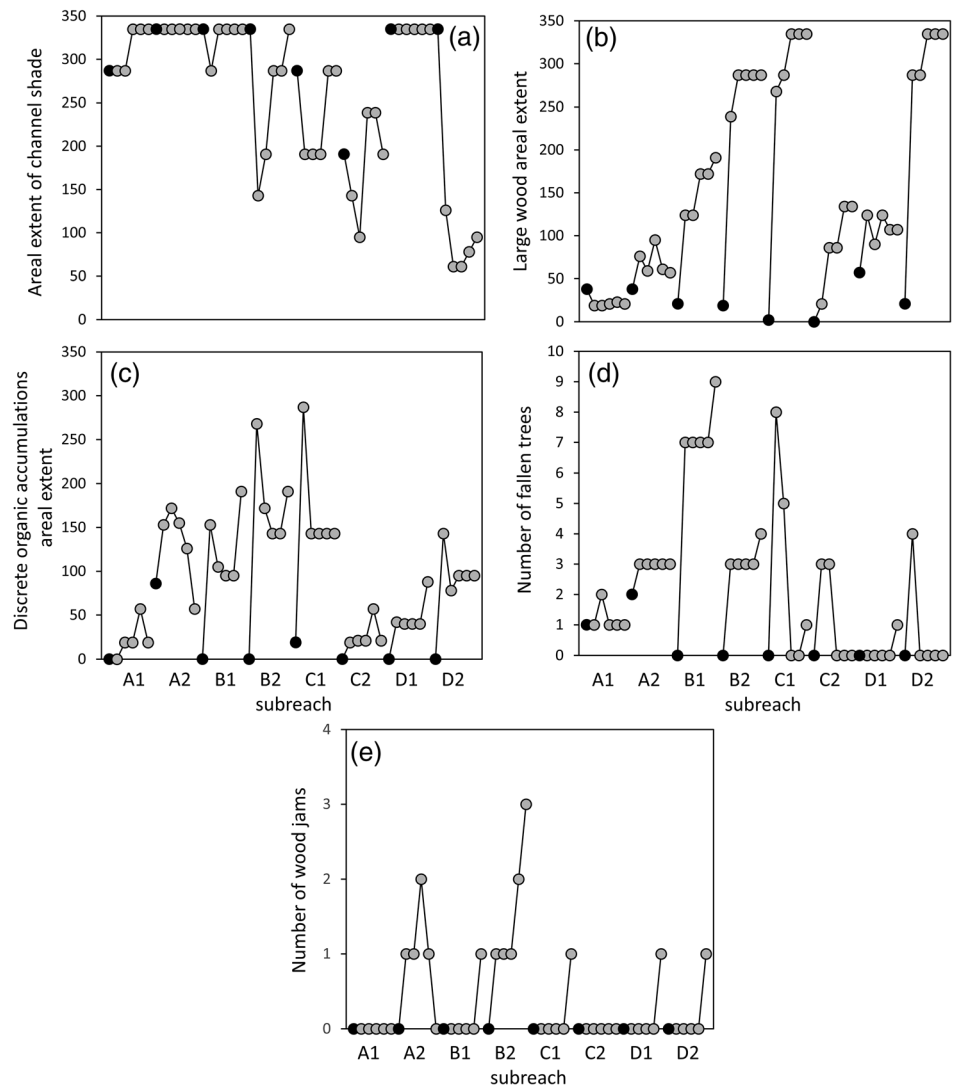 (a)
Areal extent of channel shade
350
300
250
200
150
100
50
0
(b)
Large wood areal extent
350
300
250
200
150
100
50
0
(c)
Discrete organic accumulations
areal extent
350
300
250
200
150
100
50
0
A1 A2 B1 B2 C1 C2 D1 D2
subreach
(d)
Number of fallen trees
10
9
8
7
6
5
4
3
2
1
0
A1 A2 B1 B2 C1 C2 D1 D2
subreach
(e)
Number of wood jams
4
3
2
1
0
A1 A2 B1 B2 C1 C2 D1 D2
subreach